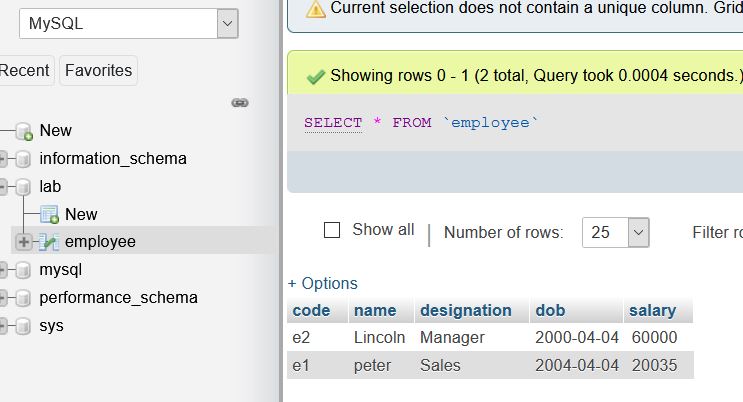 MySQL
Recent Favorites
New
information_schema
lab
New
employee
mysql
performance_schema
sys
Current selection does not contain a unique column. Grid
Showing rows 0 - 1 (2 total, Query took 0.0004 seconds.)
SELECT * FROM `employee`
Show all | Number of rows: 25 Filter ro
+ Options
code name designation dob salary
e2 Lincoln Manager 2000-04-04 60000
e1 peter Sales 2004-04-04 20035